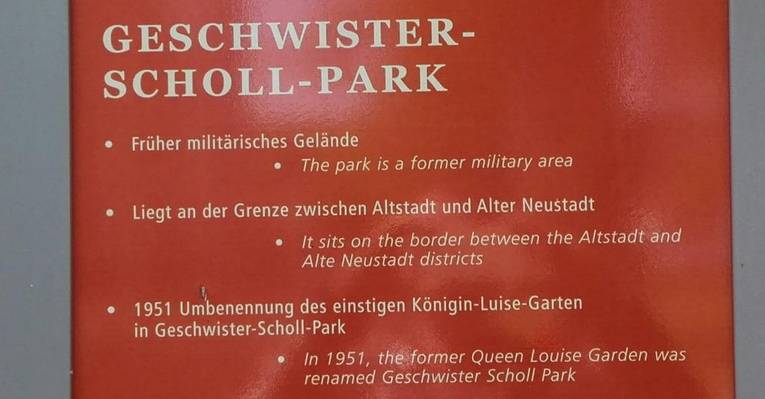 GESCHWISTER-
SCHOLL-PARK
• Früher militärisches Gelände
• The park is a former military area
• Liegt an der Grenze zwischen Altstadt und Alter Neustadt
• It sits on the border between the Altstadt and
Alte Neustadt districts
• 1951 Umbenennung des einstigen Königin-Luise-Garten
in Geschwister-Scholl-Park
• In 1951, the former Queen Louise Garden was
renamed Geschwister Scholl Park